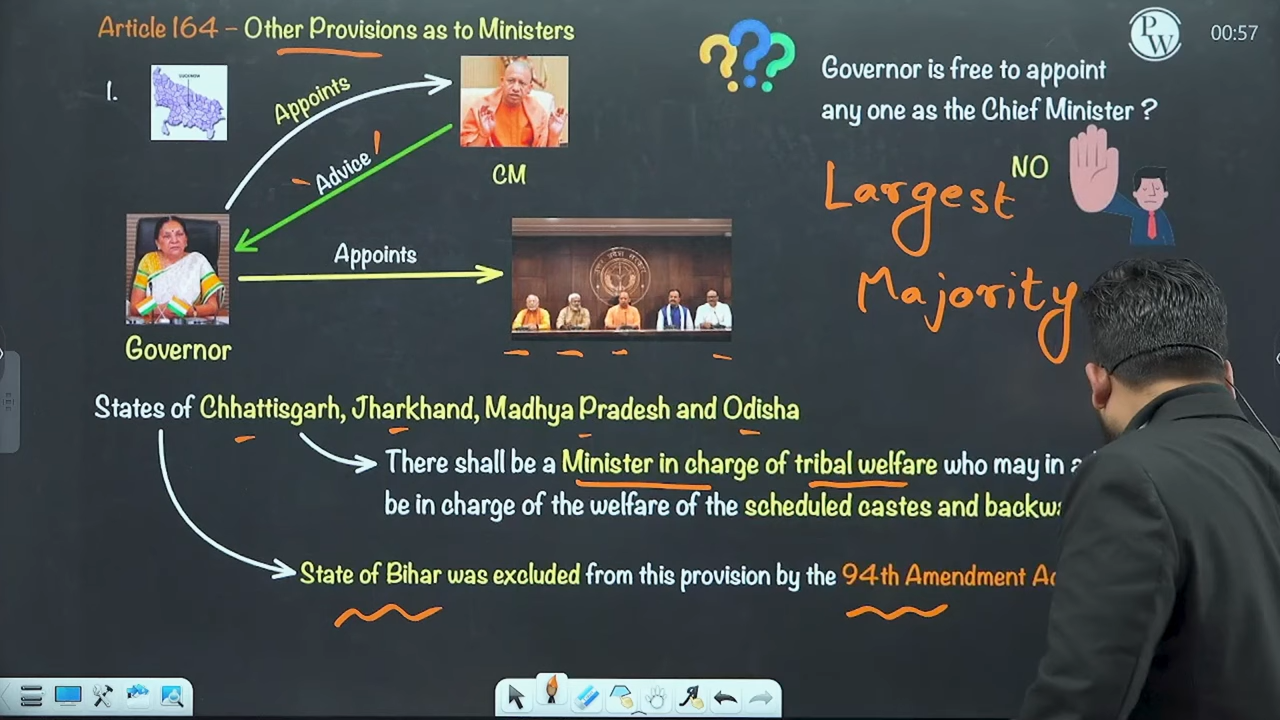 Article 164 – Other Provisions as to Ministers
PW
00:57
1.
Appoints
Advice
CM
Governor is free to appoint
any one as the Chief Minister ?
NO
Largest
Majority
Appoints
Governor
States of Chhattisgarh, Jharkhand, Madhya Pradesh and Odisha
There shall be a Minister in charge of tribal welfare who may in
be in charge of the welfare of the scheduled castes and
State of Bihar was excluded from this provision by the 94th Amendment